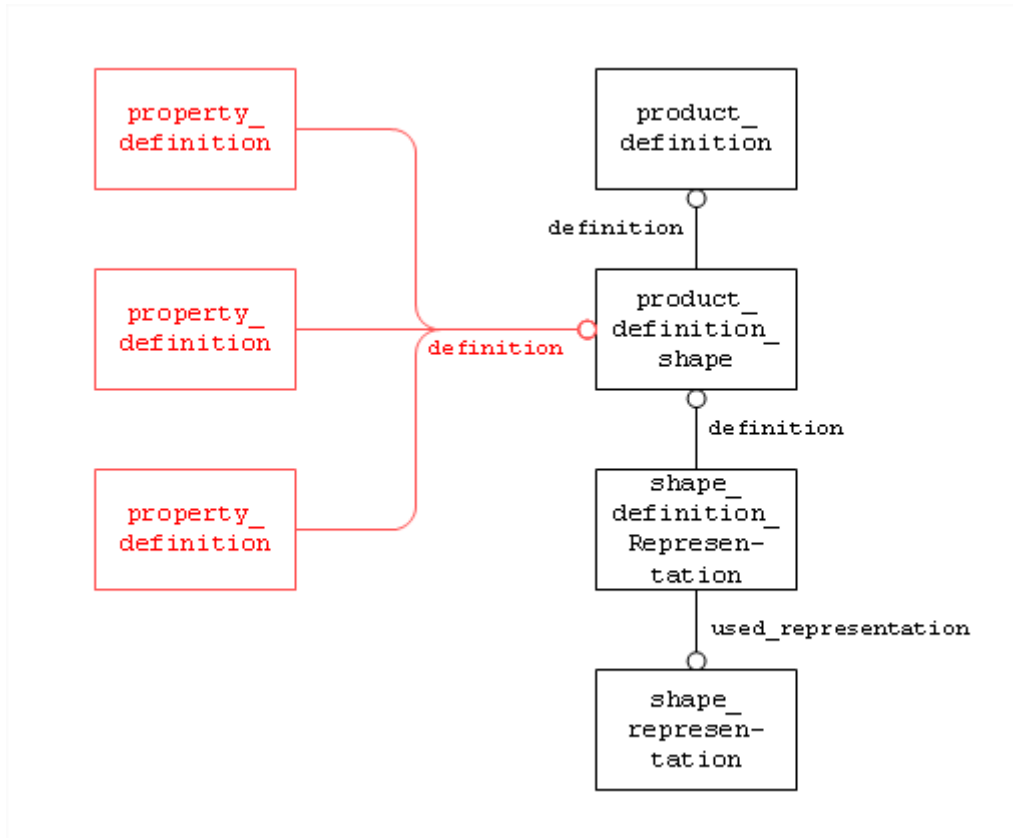 property_
definition
product_
definition
definition
property_
definition
definition
product_
definition_
shape
definition
property_
definition
shape_
definition_
Represen-
tation
used_representation
shape_
represen-
tation